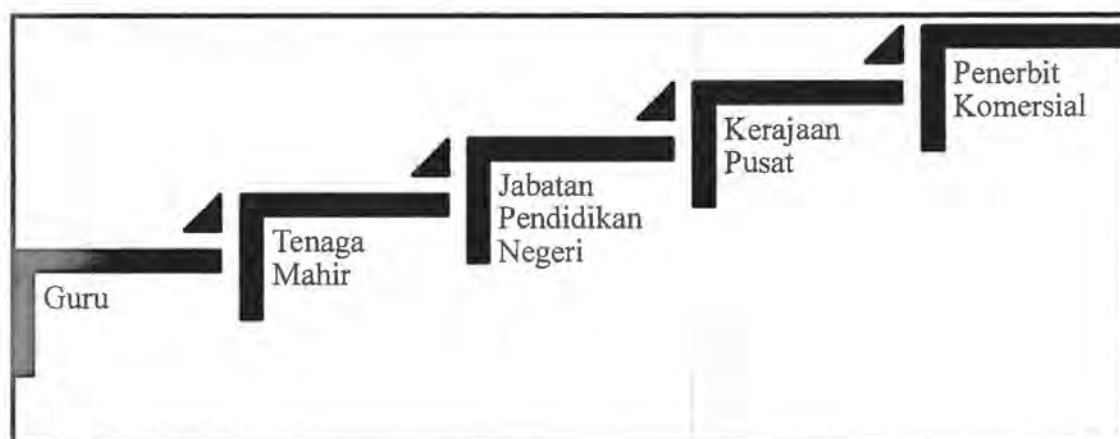 Guru
Tenaga
Mahir
Jabatan
Pendidikan
Negeri
Kerajaan
Pusat
Penerbit
Komersial